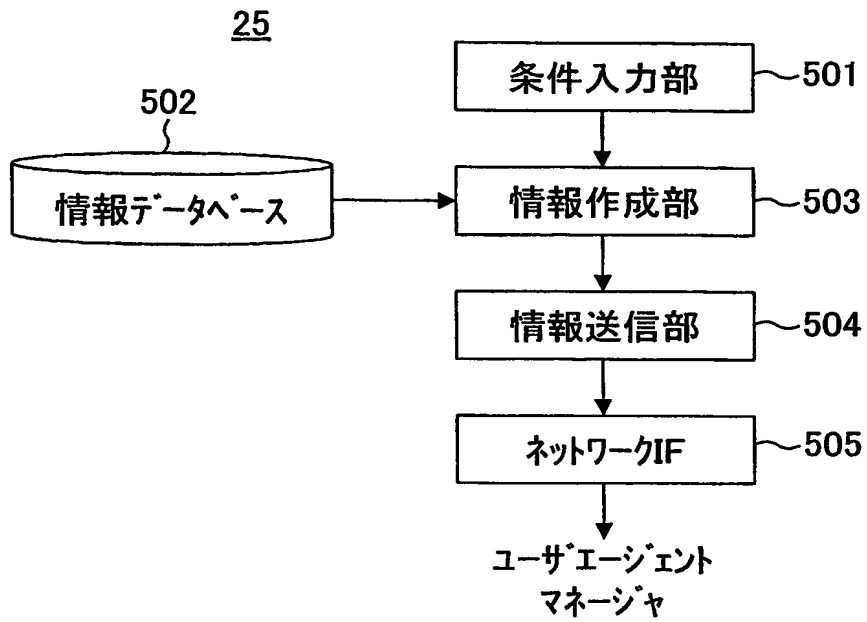 25
条件入力部
501
502
情報データベース
情報作成部
503
情報送信部
504
ネットワークIF
505
ユーザエージェント
マネージャ